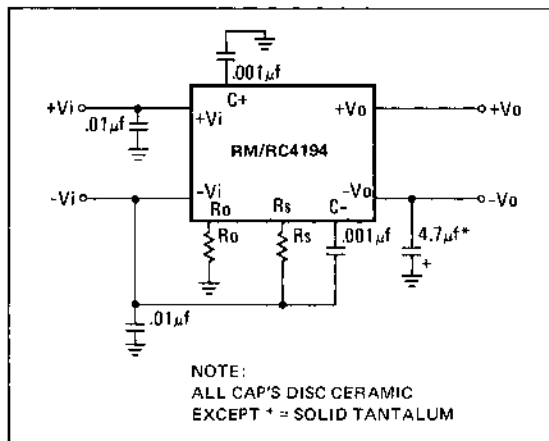 .001µf
C+
+Vi
.01µf
+Vi
+Vo
+Vo
RM/RC4194
-Vi
-Vi
-Vo
-Vo
Ro
Rs
C-
Ro
Rs
.001µf
4.7µf*
+
.01µf
NOTE:
ALL CAP'S DISC CERAMIC
EXCEPT * = SOLID TANTALUM